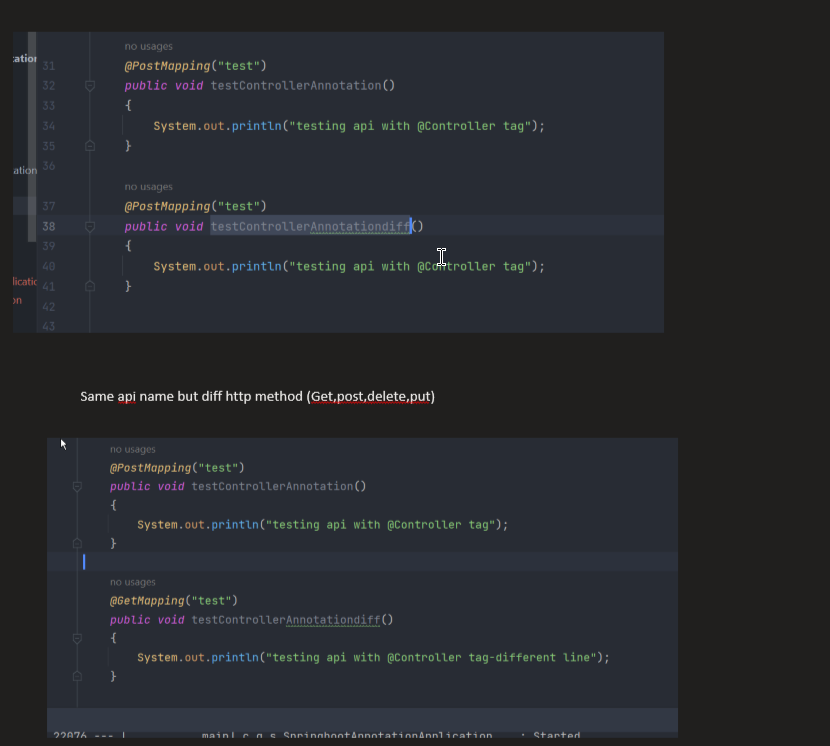 no usages
31 @PostMapping("test")
32 public void testControllerAnnotation()
33 {
34 System.out.println("testing api with @Controller tag");
35 }
36
no usages
37 @PostMapping("test")
38 public void testControllerAnnotationdiff()
39 {
40 System.out.println("testing api with @Controller tag");
41 }
42
43
Same api name but diff http method (Get,post,delete,put)
no usages
@PostMapping("test")
public void testControllerAnnotation()
{
System.out.println("testing api with @Controller tag");
}
no usages
@GetMapping("test")
public void testControllerAnnotationdiff()
{
System.out.println("testing api with @Controller tag-different line");
}
22076 --- [ main] c.g.s.SpringbootAnnotationApplication : Started